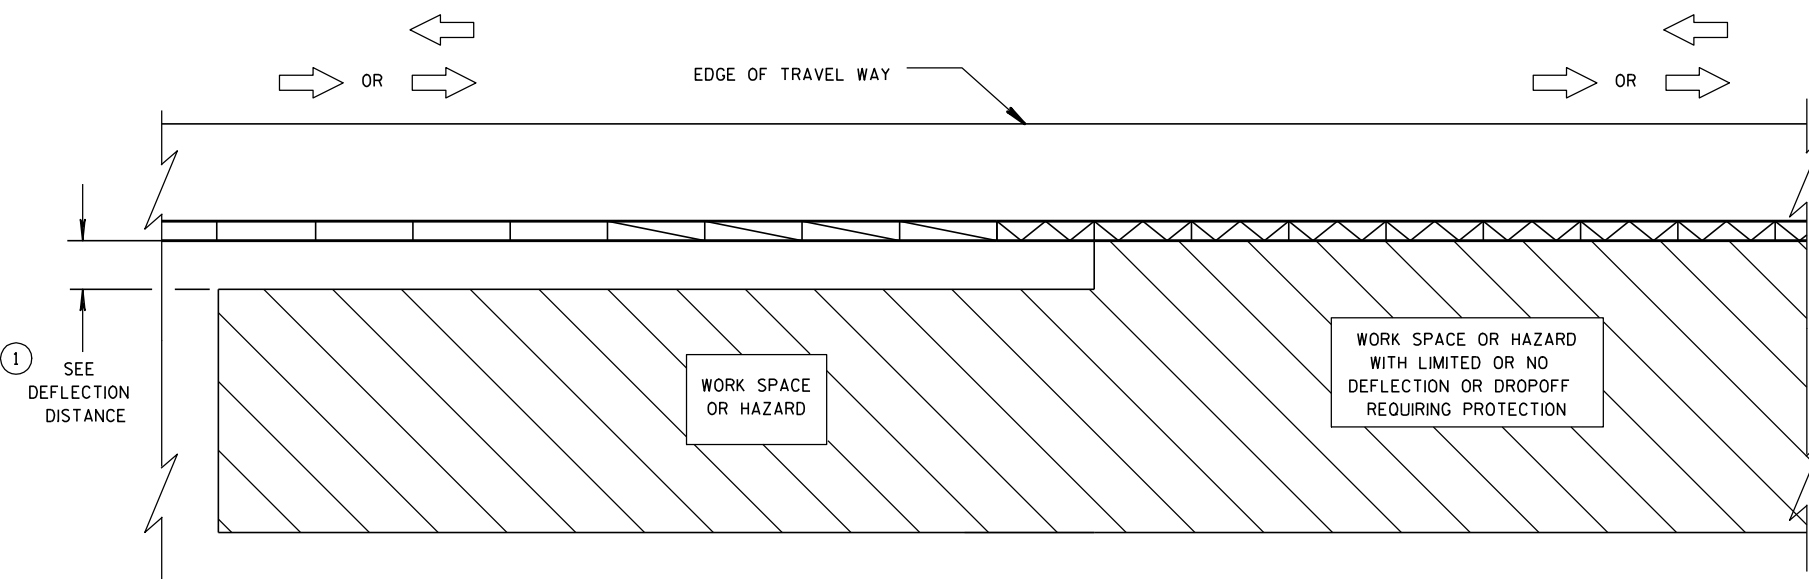 OR
OR
EDGE OF TRAVEL WAY
1
SEE
DEFLECTION
DISTANCE
WORK SPACE
OR HAZARD
WORK SPACE OR HAZARD
WITH LIMITED OR NO
DEFLECTION OR DROPOFF
REQUIRING PROTECTION